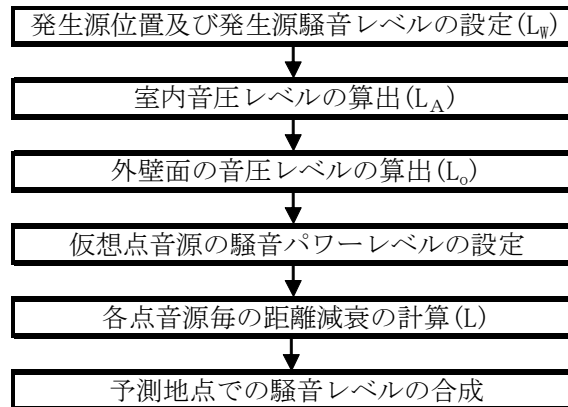 発生源位置及び発生源騒音レベルの設定(L_W)
室内音圧レベルの算出(L_A)
外壁面の音圧レベルの算出(L_o)
仮想点音源の騒音パワーレベルの設定
各点音源毎の距離減衰の計算(L)
予測地点での騒音レベルの合成